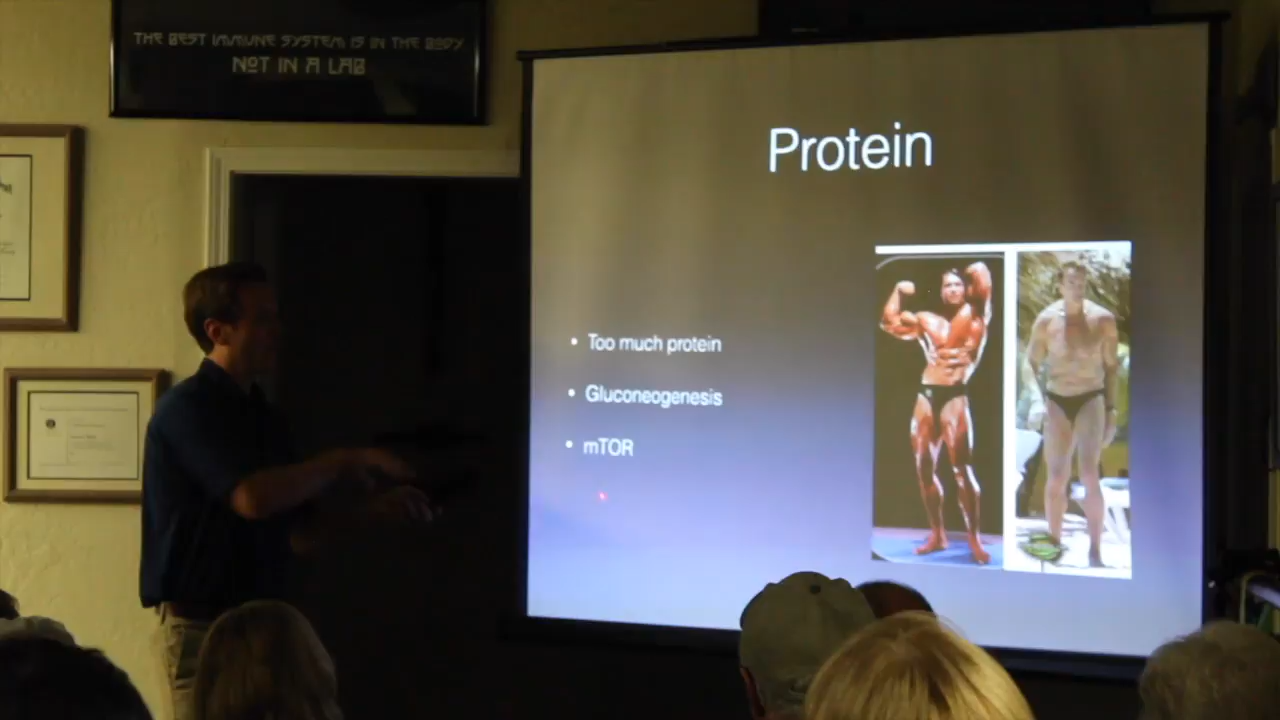 THE BEST IMMUNE SYSTEM IS IN THE BODY
NOT IN A LAB
Protein
• Too much protein
• Gluconeogenesis
• mTOR